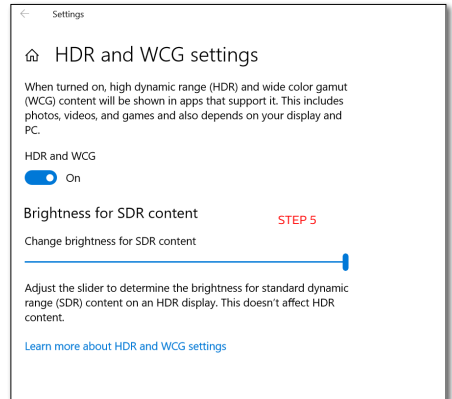 Settings
HDR and WCG settings
When turned on, high dynamic range (HDR) and wide color gamut
(WCG) content will be shown in apps that support it. This includes
photos, videos, and games and also depends on your display and
PC.
HDR and WCG
On
Brightness for SDR content
STEP 5
Change brightness for SDR content
Adjust the slider to determine the brightness for standard dynamic
range (SDR) content on an HDR display. This doesn't affect HDR
content.
Learn more about HDR and WCG settings